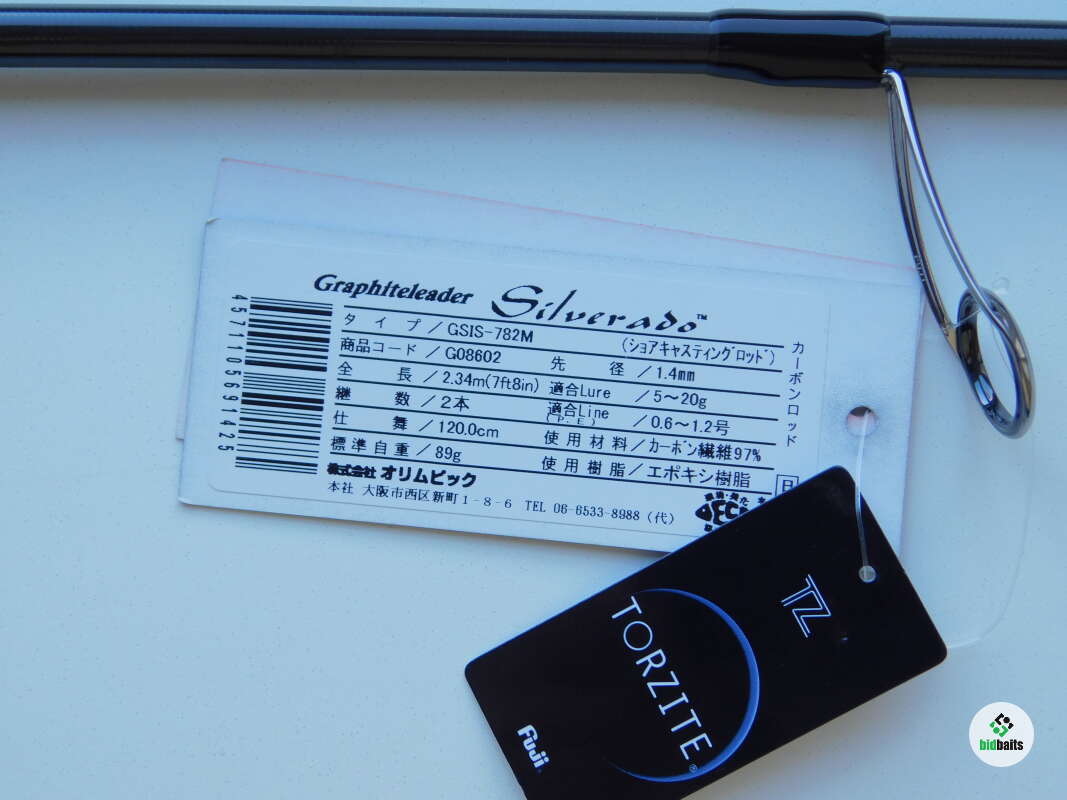 Graphiteleader Silverado™
カーボンロッド
タイプ/GSIS-782M (ショアキャスティングロッド)
商品コード/G08602 先径/1.4mm
全長/2.34m(7ft8in) 適合Lure/5～20g
継数/2本 適合Line(P.E)/0.6～1.2号
仕舞/120.0cm 使用材料/カーボン繊維97%
標準自重/89g 使用樹脂/エポキシ樹脂
株式会社オリムピック
本社 大阪市西区新町1-8-6 TEL 06-6533-8988(代)
4571105691425
TZ
TORZITE®
Fuji
bidbaits